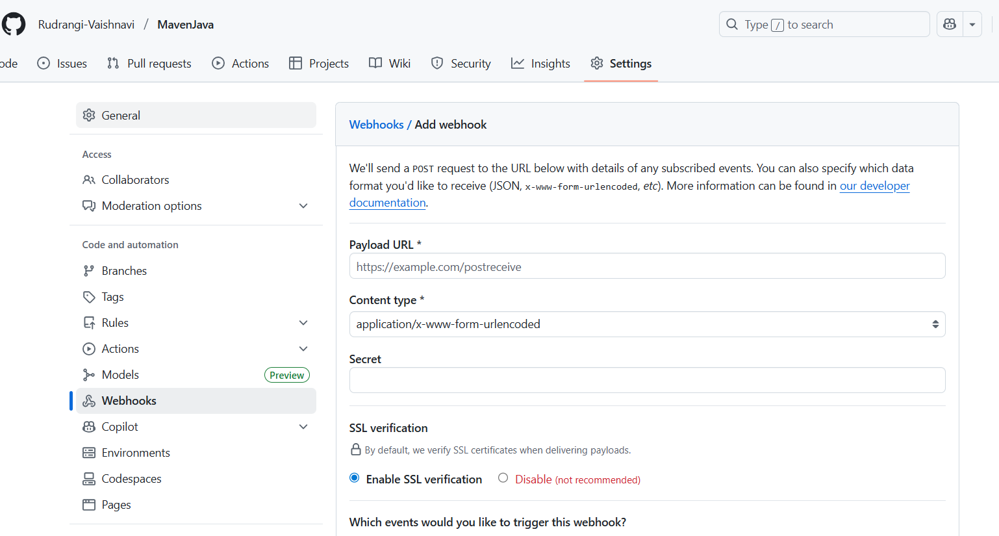 Rudrangi-Vaishnavi / MavenJava
Type / to search
ode Issues Pull requests Actions Projects Wiki Security Insights Settings
General
Access
Collaborators
Moderation options
Code and automation
Branches
Tags
Rules
Actions
Models Preview
Webhooks
Copilot
Environments
Codespaces
Pages
Webhooks / Add webhook
We'll send a POST request to the URL below with details of any subscribed events. You can also specify which data
format you'd like to receive (JSON, x-www-form-urlencoded, etc). More information can be found in our developer
documentation.
Payload URL *
https://example.com/postreceive
Content type *
application/x-www-form-urlencoded
Secret
SSL verification
By default, we verify SSL certificates when delivering payloads.
Enable SSL verification Disable (not recommended)
Which events would you like to trigger this webhook?